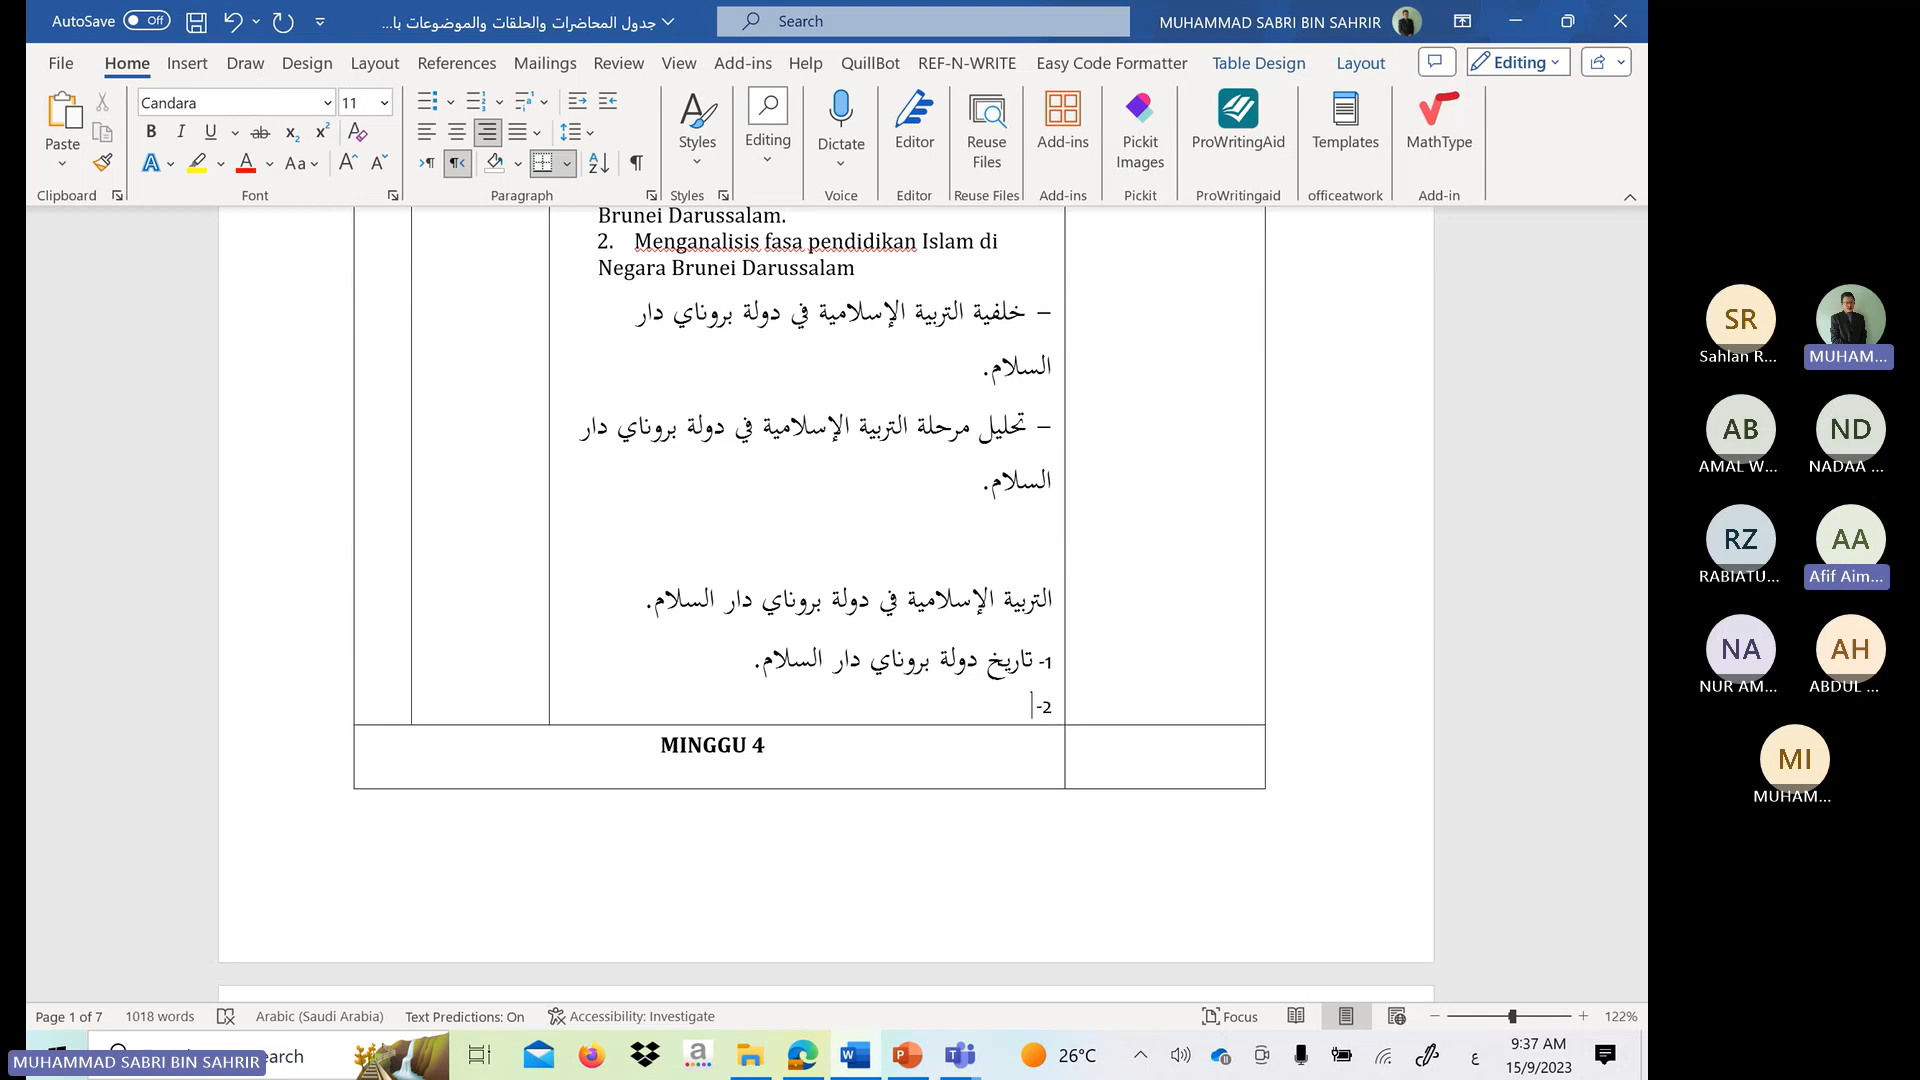 AutoSave Off جدول المحاضرات والحلقات والموضوعات با... Search MUHAMMAD SABRI BIN SAHRIR
File Home Insert Draw Design Layout References Mailings Review View Add-ins Help QuillBot REF-N-WRITE Easy Code Formatter Table Design Layout Editing
Candara 11
Paste Styles Editing Dictate Editor Reuse Files Add-ins Pickit Images ProWritingAid Templates MathType
Clipboard Font Paragraph Styles Voice Editor Reuse Files Add-ins Pickit ProWritingaid officeatwork Add-in
Brunei Darussalam.
2. Menganalisis fasa pendidikan Islam di
Negara Brunei Darussalam
– خلفية التربية الإسلامية في دولة بروناي دار
السلام.
– تحليل مرحلة التربية الإسلامية في دولة بروناي دار
السلام.
التربية الإسلامية في دولة بروناي دار السلام.
1- تاريخ دولة بروناي دار السلام.
2-
MINGGU 4
SR
Sahlan R...
MUHAM...
AB
AMAL W...
ND
NADAA ...
RZ
RABIATU...
AA
Afif Aim...
NA
NUR AM...
AH
ABDUL ...
MI
MUHAM...
Page 1 of 7 1018 words Arabic (Saudi Arabia) Text Predictions: On Accessibility: Investigate Focus 122%
MUHAMMAD SABRI BIN SAHRIR
26°C ع 9:37 AM
15/9/2023